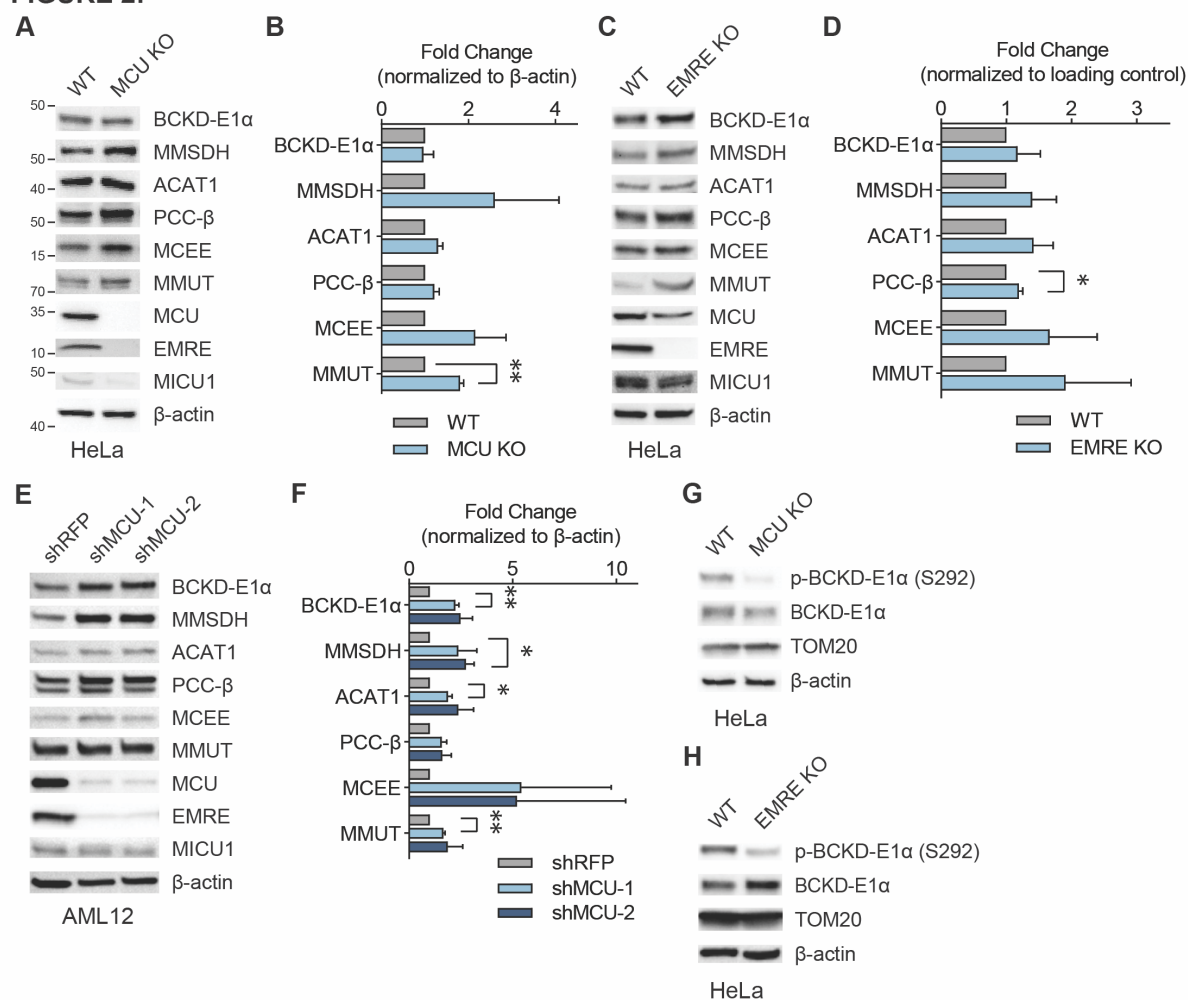 A
WT
MCU KO
50
BCKD-E1α
MMSDH
50
ACAT1
40
PCC-β
50
MCEE
15
MMUT
70
35
MCU
10
EMRE
50
MICU1
β-actin
40
HeLa
B
Fold Change
(normalized to β-actin)
0 2 4
BCKD-E1α
MMSDH
ACAT1
PCC-β
MCEE
MMUT
**
WT
MCU KO
C
WT
EMRE KO
BCKD-E1α
MMSDH
ACAT1
PCC-β
MCEE
MMUT
MCU
EMRE
MICU1
β-actin
HeLa
D
Fold Change
(normalized to loading control)
0 1 2 3
BCKD-E1α
MMSDH
ACAT1
PCC-β
*
MCEE
MMUT
WT
EMRE KO
E
shRFP
shMCU-1
shMCU-2
BCKD-E1α
MMSDH
ACAT1
PCC-β
MCEE
MMUT
MCU
EMRE
MICU1
β-actin
AML12
F
Fold Change
(normalized to β-actin)
0 5 10
BCKD-E1α
**
MMSDH
*
ACAT1
*
PCC-β
MCEE
MMUT
**
shRFP
shMCU-1
shMCU-2
G
WT
MCU KO
p-BCKD-E1α (S292)
BCKD-E1α
TOM20
β-actin
HeLa
H
WT
EMRE KO
p-BCKD-E1α (S292)
BCKD-E1α
TOM20
β-actin
HeLa